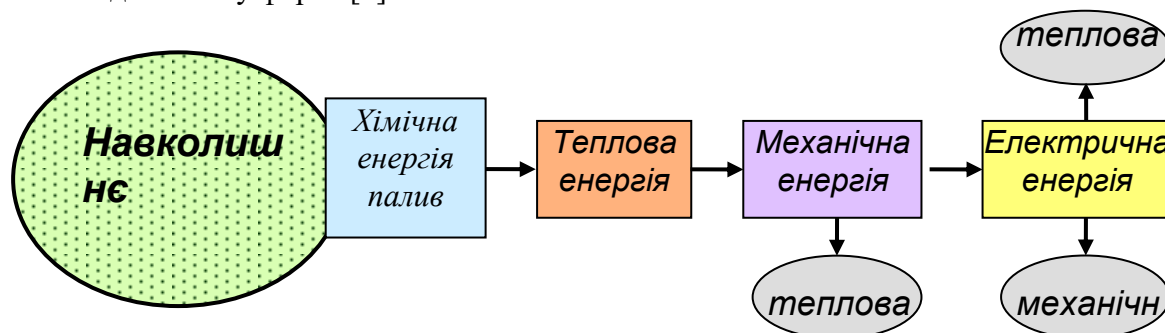 теплова
Навколиш
нє
Хімічна
енергія
палив
Теплова
енергія
Механічна
енергія
Електрична
енергія
теплова
механічн